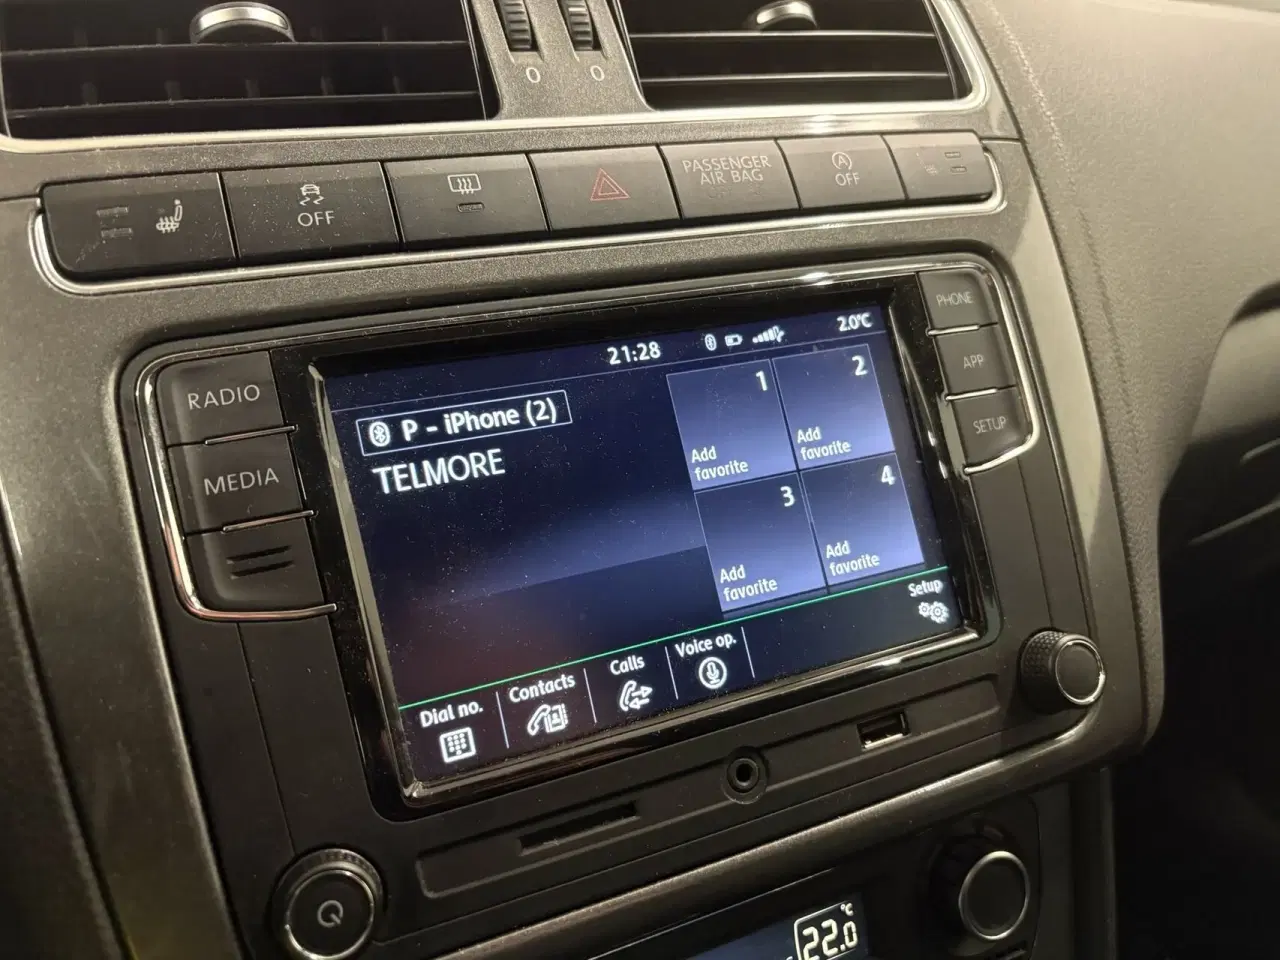 0
0
OFF
PASSENGER
AIR BAG
A
OFF
RADIO
MEDIA
PHONE
APP
SETUP
21:28
2.0°C
P - iPhone (2)
TELMORE
1
Add
favorite
2
Add
favorite
3
Add
favorite
4
Add
favorite
Dial no.
Contacts
Calls
Voice op.
Setup
22.0
°C